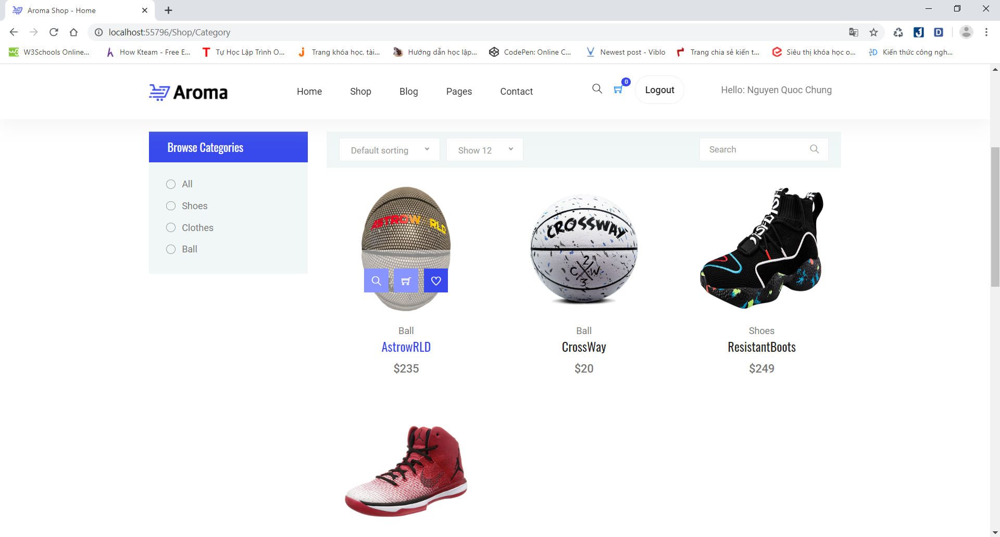 Aroma Shop - Home
localhost:55796/Shop/Category
W3Schools Online... How Kteam - Free E... Tự Học Lập Trình O... Trang khóa học, tài... Hướng dẫn học lập... CodePen: Online C... Newest post - Viblo Trang chia sẻ kiến t... Siêu thị khóa học o... Kiến thức công ngh...
Aroma Home Shop Blog Pages Contact 0 Logout Hello: Nguyen Quoc Chung
Browse Categories
All
Shoes
Clothes
Ball
Default sorting Show 12 Search
ASTROW RLD
CROSSWAY
2
C W
3
Ball
AstrowRLD
$235
Ball
CrossWay
$20
Shoes
ResistantBoots
$249